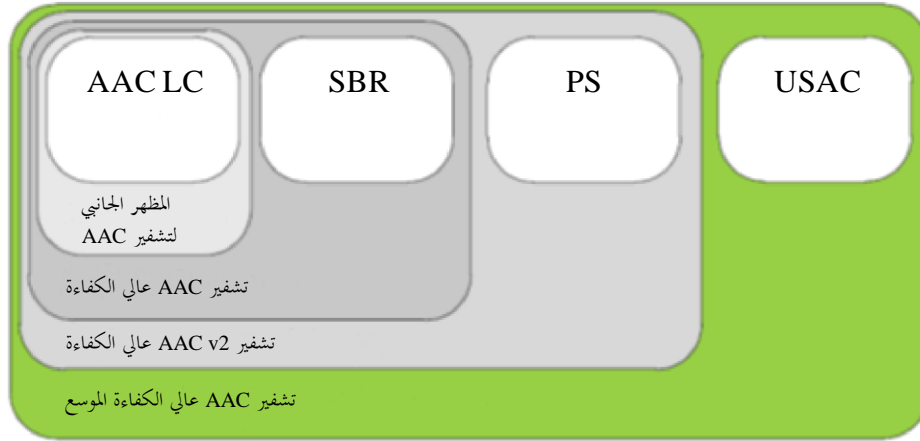 AAC LC
SBR
PS
USAC
المظهر الجانبي
لتشفير AAC
تشفير AAC عالي الكفاءة
تشفير AAC v2 عالي الكفاءة
تشفير AAC عالي الكفاءة الموسع